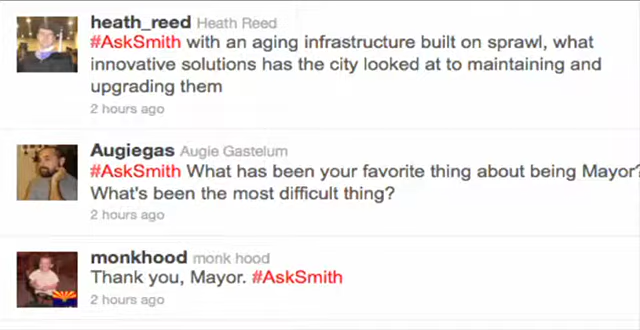 heath_reed Heath Reed
#AskSmith with an aging infrastructure built on sprawl, what
innovative solutions has the city looked at to maintaining and
upgrading them
2 hours ago
Augiegas Augie Gastelum
#AskSmith What has been your favorite thing about being Mayor?
What's been the most difficult thing?
2 hours ago
monkhood monk hood
Thank you, Mayor. #AskSmith
2 hours ago